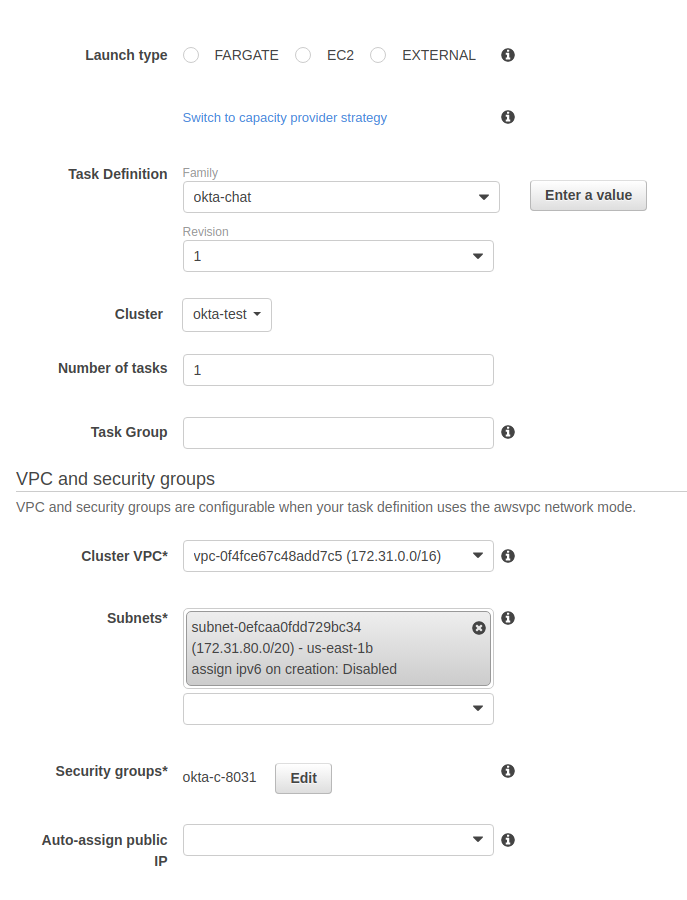 Launch type FARGATE EC2 EXTERNAL
Switch to capacity provider strategy
Task Definition
Family
okta-chat
Enter a value
Revision
1
Cluster okta-test
Number of tasks 1
Task Group
VPC and security groups
VPC and security groups are configurable when your task definition uses the awsvpc network mode.
Cluster VPC* vpc-0f4fce67c48add7c5 (172.31.0.0/16)
Subnets*
subnet-0efcaa0fdd729bc34
(172.31.80.0/20) - us-east-1b
assign ipv6 on creation: Disabled
Security groups* okta-c-8031 Edit
Auto-assign public
IP